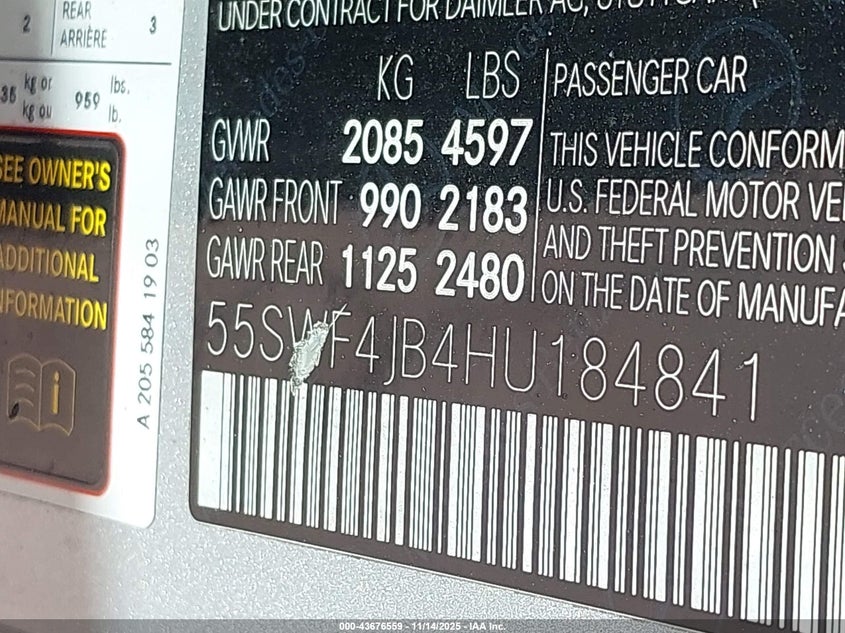 2 REAR 3
ARRIÈRE
kg or lbs.
kg ou 959 lb.
SEE OWNER'S
MANUAL FOR
ADDITIONAL
INFORMATION
i
A 205 584 19 03
UNDER CONTRACT FOR DAIMLER AG,
KG LBS PASSENGER CAR
GVWR 2085 4597 THIS VEHICLE CONFORM
GAWR FRONT 990 2183 U.S. FEDERAL MOTOR VE
GAWR REAR 1125 2480 AND THEFT PREVENTION S
ON THE DATE OF MANUFA
55SWF4JB4HU184841
000-43676559 - 11/14/2025 - IAA Inc.